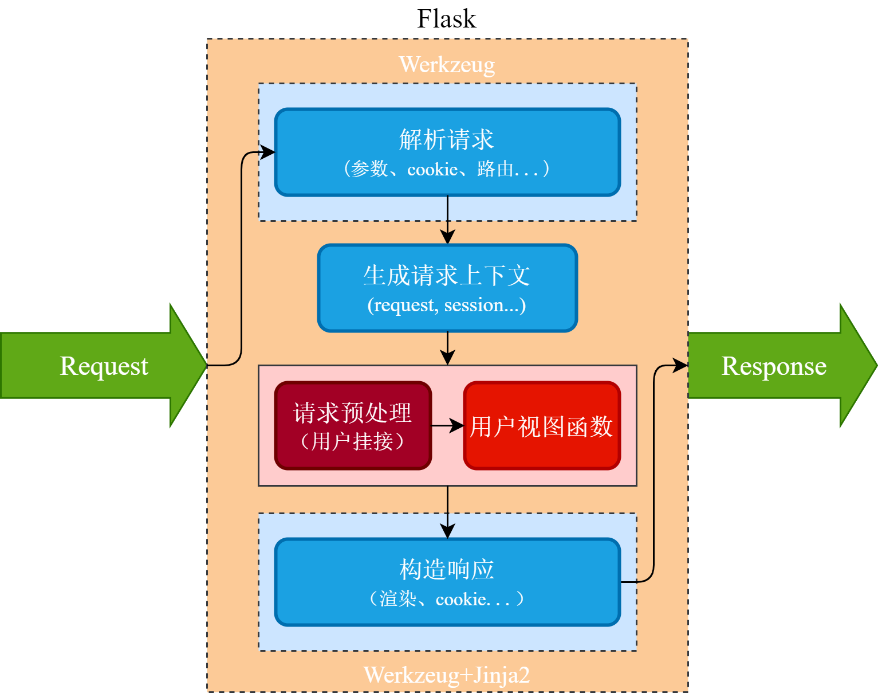 Flask
Werkzeug
解析请求
（参数、cookie、路由...）
生成请求上下文
(request, session...)
Request
Response
请求预处理
（用户挂接）
用户视图函数
构造响应
（渲染、cookie...）
Werkzeug+Jinja2